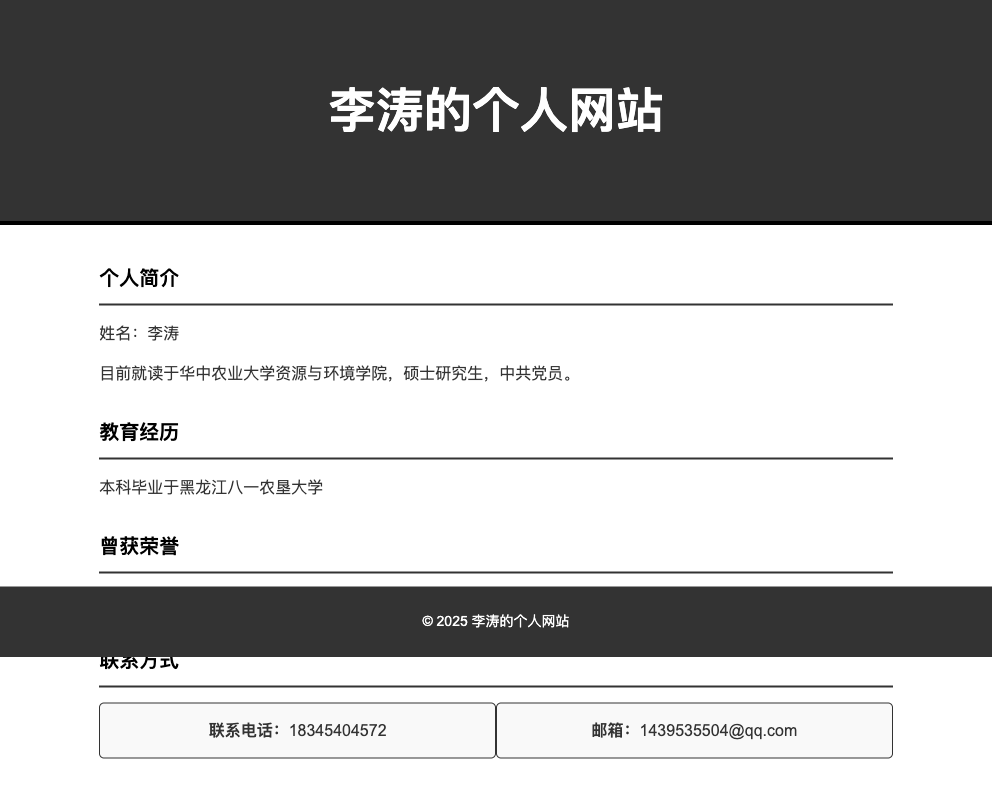 李涛的个人网站
个人简介
姓名：李涛
目前就读于华中农业大学资源与环境学院，硕士研究生，中共党员。
教育经历
本科毕业于黑龙江八一农垦大学
曾获荣誉
© 2025 李涛的个人网站
联系方式
联系电话：18345404572
邮箱：1439535504@qq.com